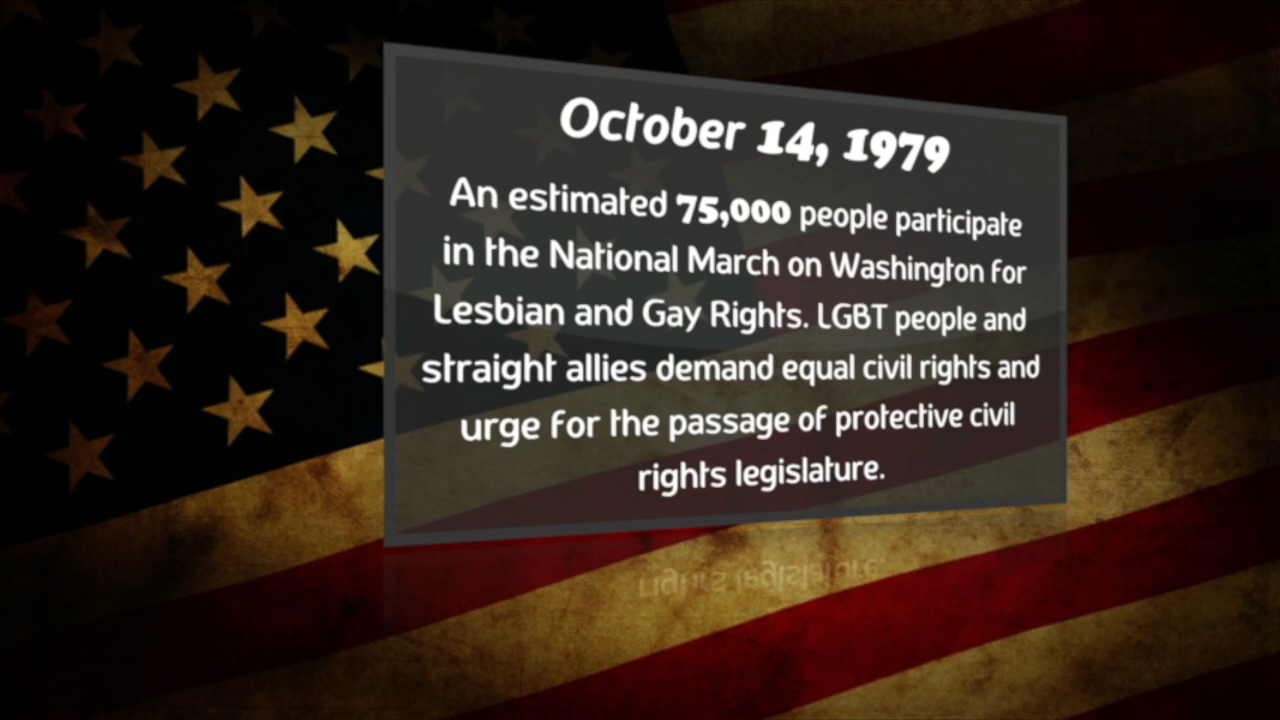 October 14, 1979
An estimated 75,000 people participate
in the National March on Washington for
Lesbian and Gay Rights. LGBT people and
straight allies demand equal civil rights and
urge for the passage of protective civil
rights legislature.